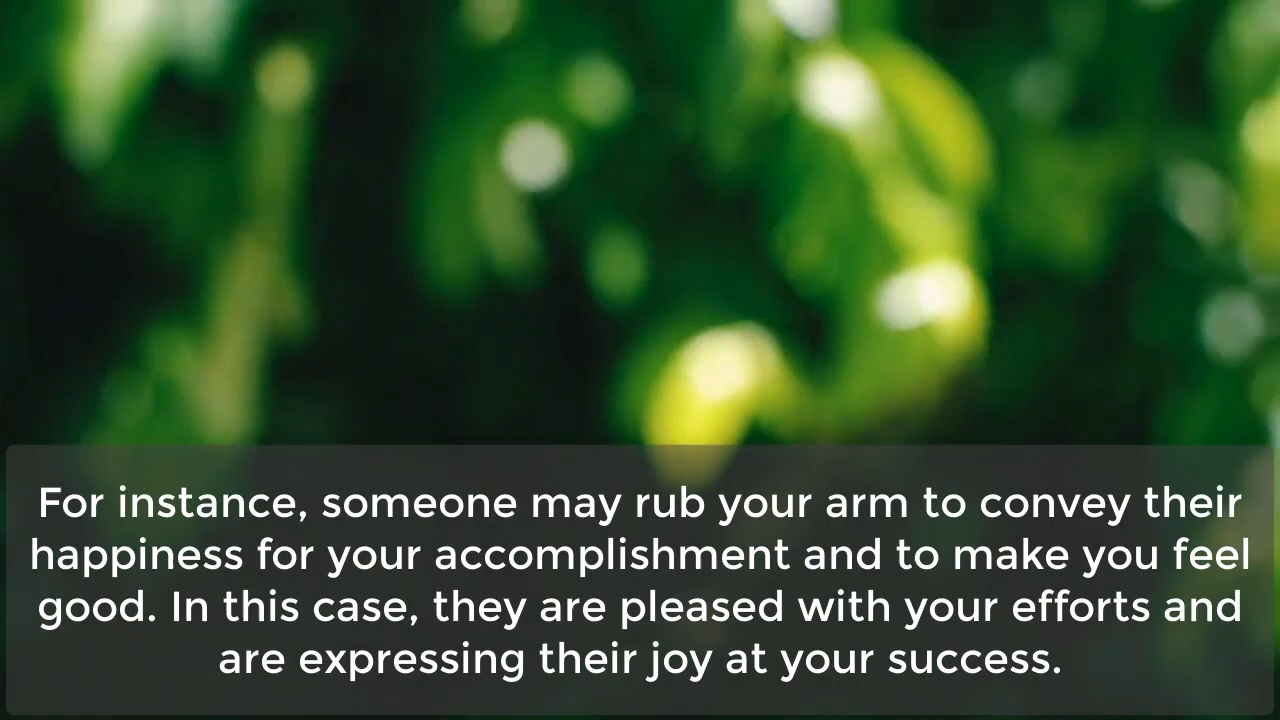 For instance, someone may rub your arm to convey their
happiness for your accomplishment and to make you feel
good. In this case, they are pleased with your efforts and
are expressing their joy at your success.